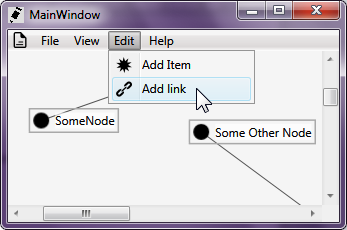 MainWindow
File View Edit Help
Add Item
Add link
SomeNode
Some Other Node